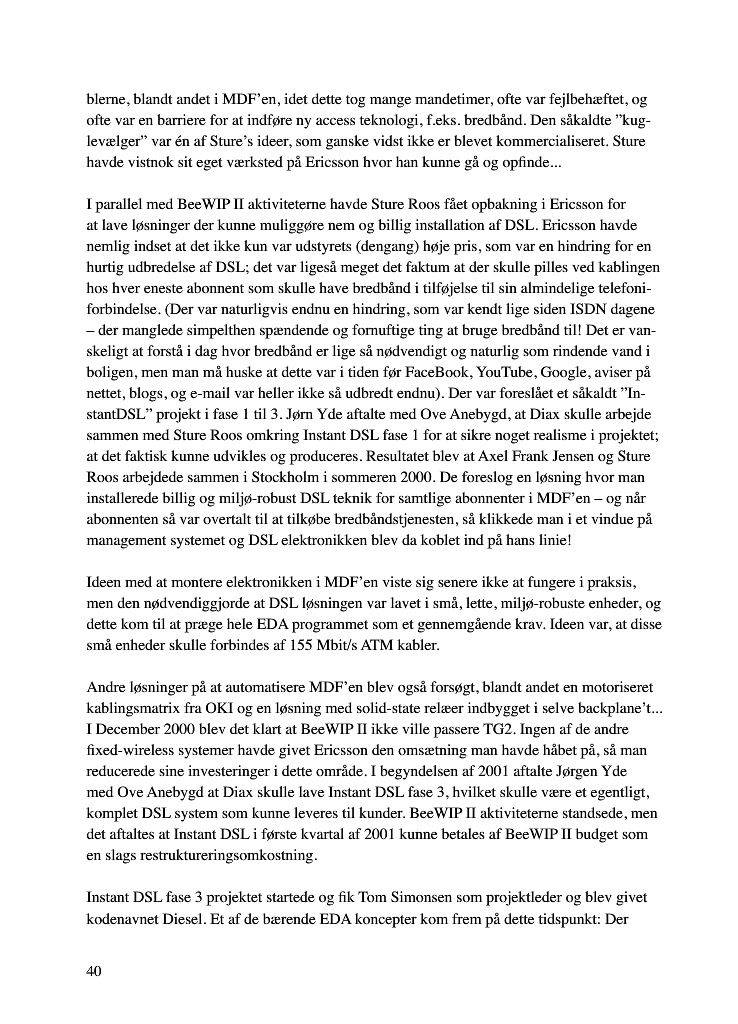 blerne, blandt andet i MDF’en, idet dette tog mange mandetimer, ofte var fejlbehæftet, og
ofte var en barriere for at indføre ny access teknologi, f.eks. bredbånd. Den såkaldte ”kug-
levælger” var én af Sture’s ideer, som ganske vidst ikke er blevet kommercialiseret. Sture
havde vistnok sit eget værksted på Ericsson hvor han kunne gå og opfinde...
I parallel med BeeWIP II aktiviteterne havde Sture Roos fået opbakning i Ericsson for
at lave løsninger der kunne muliggøre nem og billig installation af DSL. Ericsson havde
nemlig indset at det ikke kun var udstyrets (dengang) høje pris, som var en hindring for en
hurtig udbredelse af DSL; det var ligeså meget det faktum at der skulle pilles ved kablingen
hos hver eneste abonnent som skulle have bredbånd i tilføjelse til sin almindelige telefoni-
forbindelse. (Der var naturligvis endnu en hindring, som var kendt lige siden ISDN dagene
– der manglede simpelthen spændende og fornuftige ting at bruge bredbånd til! Det er van-
skeligt at forstå i dag hvor bredbånd er lige så nødvendigt og naturlig som rindende vand i
boligen, men man må huske at dette var i tiden før FaceBook, YouTube, Google, aviser på
nettet, blogs, og e-mail var heller ikke så udbredt endnu). Der var foreslået et såkaldt ”In-
stantDSL” projekt i fase 1 til 3. Jørn Yde aftalte med Ove Anebygd, at Diax skulle arbejde
sammen med Sture Roos omkring Instant DSL fase 1 for at sikre noget realisme i projektet;
at det faktisk kunne udvikles og produceres. Resultatet blev at Axel Frank Jensen og Sture
Roos arbejdede sammen i Stockholm i sommeren 2000. De foreslog en løsning hvor man
installerede billig og miljø-robust DSL teknik for samtlige abonnenter i MDF’en – og når
abonnenten så var overtalt til at tilkøbe bredbåndstjenesten, så klikkede man i et vindue på
management systemet og DSL elektronikken blev da koblet ind på hans linie!
Ideen med at montere elektronikken i MDF’en viste sig senere ikke at fungere i praksis,
men den nødvendiggjorde at DSL løsningen var lavet i små, lette, miljø-robuste enheder, og
dette kom til at præge hele EDA programmet som et gennemgående krav. Ideen var, at disse
små enheder skulle forbindes af 155 Mbit/s ATM kabler.
Andre løsninger på at automatisere MDF’en blev også forsøgt, blandt andet en motoriseret
kablingsmatrix fra OKI og en løsning med solid-state relæer indbygget i selve backplane’t...
I December 2000 blev det klart at BeeWIP II ikke ville passere TG2. Ingen af de andre
fixed-wireless systemer havde givet Ericsson den omsætning man havde håbet på, så man
reducerede sine investeringer i dette område. I begyndelsen af 2001 aftalte Jørgen Yde
med Ove Anebygd at Diax skulle lave Instant DSL fase 3, hvilket skulle være et egentligt,
komplet DSL system som kunne leveres til kunder. BeeWIP II aktiviteterne standsede, men
det aftaltes at Instant DSL i første kvartal af 2001 kunne betales af BeeWIP II budget som
en slags restruktureringsomkostning.
Instant DSL fase 3 projektet startede og fik Tom Simonsen som projektleder og blev givet
kodenavnet Diesel. Et af de bærende EDA koncepter kom frem på dette tidspunkt: Der
40